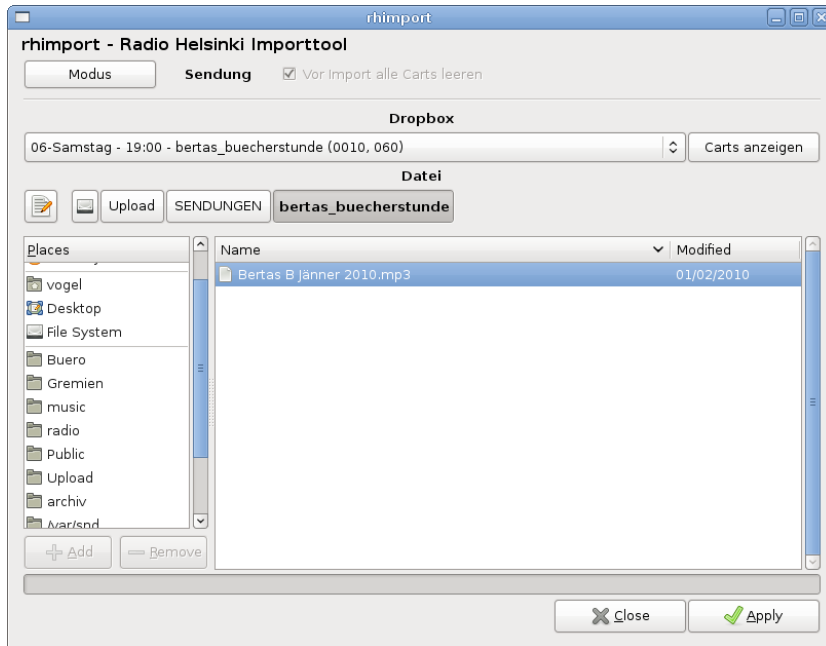 rhimport
rhimport - Radio Helsinki Importtool
Modus Sendung Vor Import alle Carts leeren
Dropbox
06-Samstag - 19:00 - bertas_buecherstunde (0010, 060) Carts anzeigen
Datei
Upload SENDUNGEN bertas_buecherstunde
Places Name Modified
Bertas B Jänner 2010.mp3 01/02/2010
vogel
Desktop
File System
Buero
Gremien
music
radio
Public
Upload
archiv
/var/snd
Add Remove
Close Apply